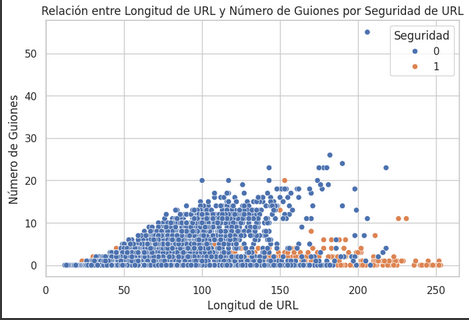 Relación entre Longitud de URL y Número de Guiones por Seguridad de URL
Seguridad
0
1
Número de Guiones
50
40
30
20
10
0
0 50 100 150 200 250
Longitud de URL